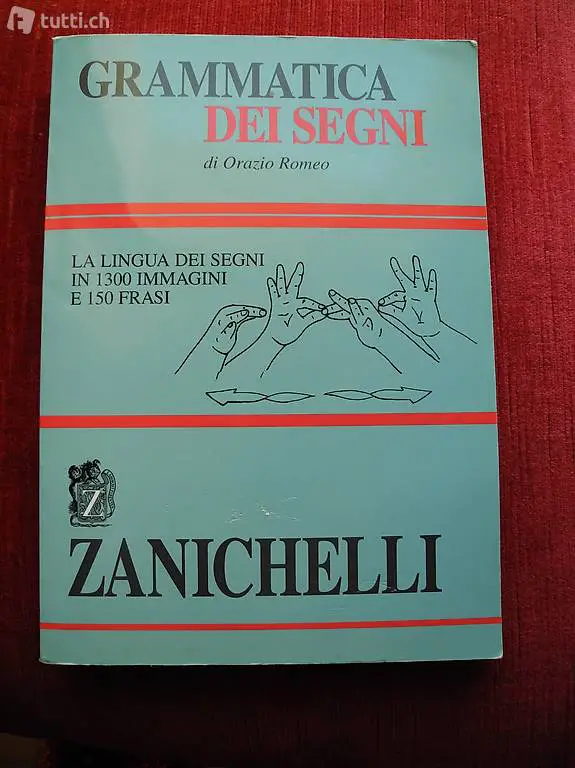 tutti.ch
GRAMMATICA
DEI SEGNI
di Orazio Romeo
LA LINGUA DEI SEGNI
IN 1300 IMMAGINI
E 150 FRASI
Z
ZANICHELLI